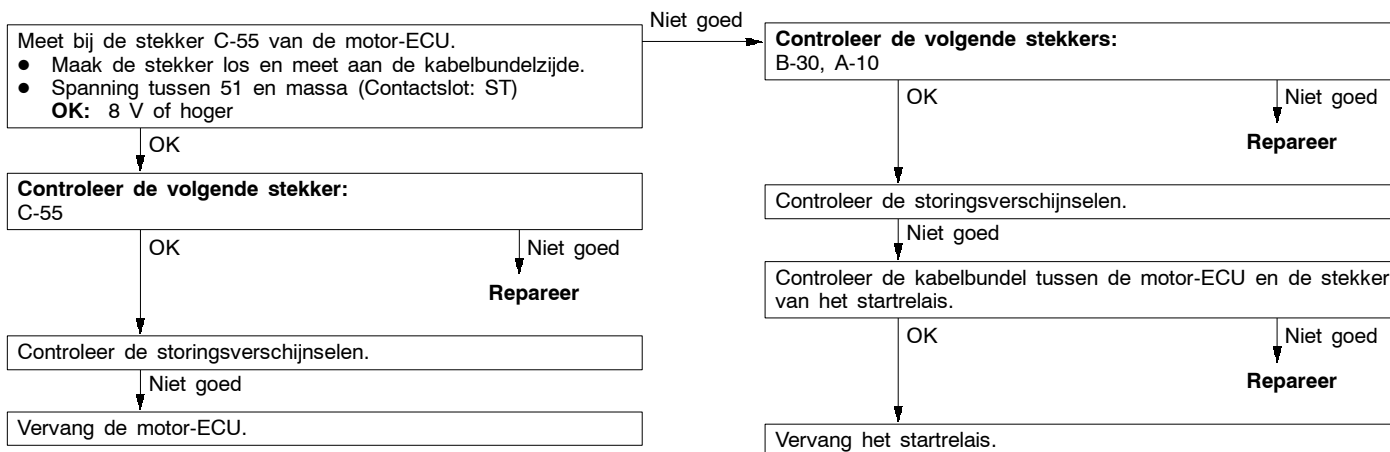 Meet bij de stekker C-55 van de motor-ECU.
● Maak de stekker los en meet aan de kabelbundelzijde.
● Spanning tussen 51 en massa (Contactslot: ST)
OK: 8 V of hoger
OK
Controleer de volgende stekker:
C-55
OK
Niet goed
Repareer
Controleer de storingsverschijnselen.
Niet goed
Vervang de motor-ECU.
Niet goed
Controleer de volgende stekkers:
B-30, A-10
OK
Niet goed
Repareer
Controleer de storingsverschijnselen.
Niet goed
Controleer de kabelbundel tussen de motor-ECU en de stekker
van het startrelais.
OK
Niet goed
Repareer
Vervang het startrelais.